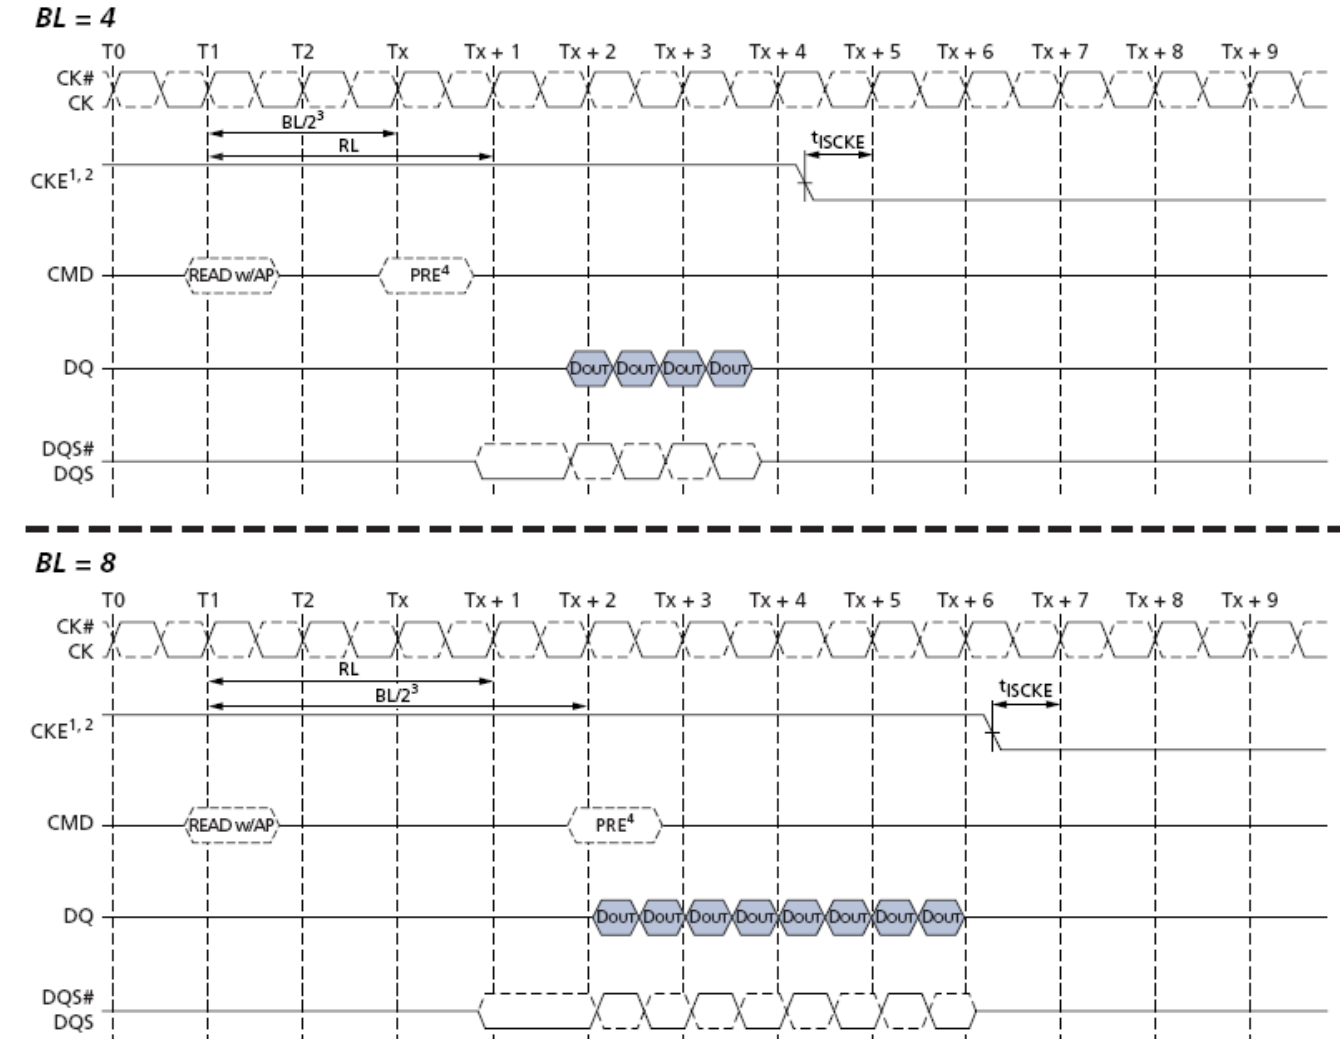 BL = 4
T0 T1 T2 Tx Tx + 1 Tx + 2 Tx + 3 Tx + 4 Tx + 5 Tx + 6 Tx + 7 Tx + 8 Tx + 9
CK#
CK
BL/2³
RL
tISCKE
CKE¹,²
CMD READ w/AP PRE⁴
DQ DOUT DOUT DOUT DOUT
DQS#
DQS
BL = 8
T0 T1 T2 Tx Tx + 1 Tx + 2 Tx + 3 Tx + 4 Tx + 5 Tx + 6 Tx + 7 Tx + 8 Tx + 9
CK#
CK
RL
BL/2³
tISCKE
CKE¹,²
CMD READ w/AP PRE⁴
DQ DOUT DOUT DOUT DOUT DOUT DOUT DOUT DOUT
DQS#
DQS